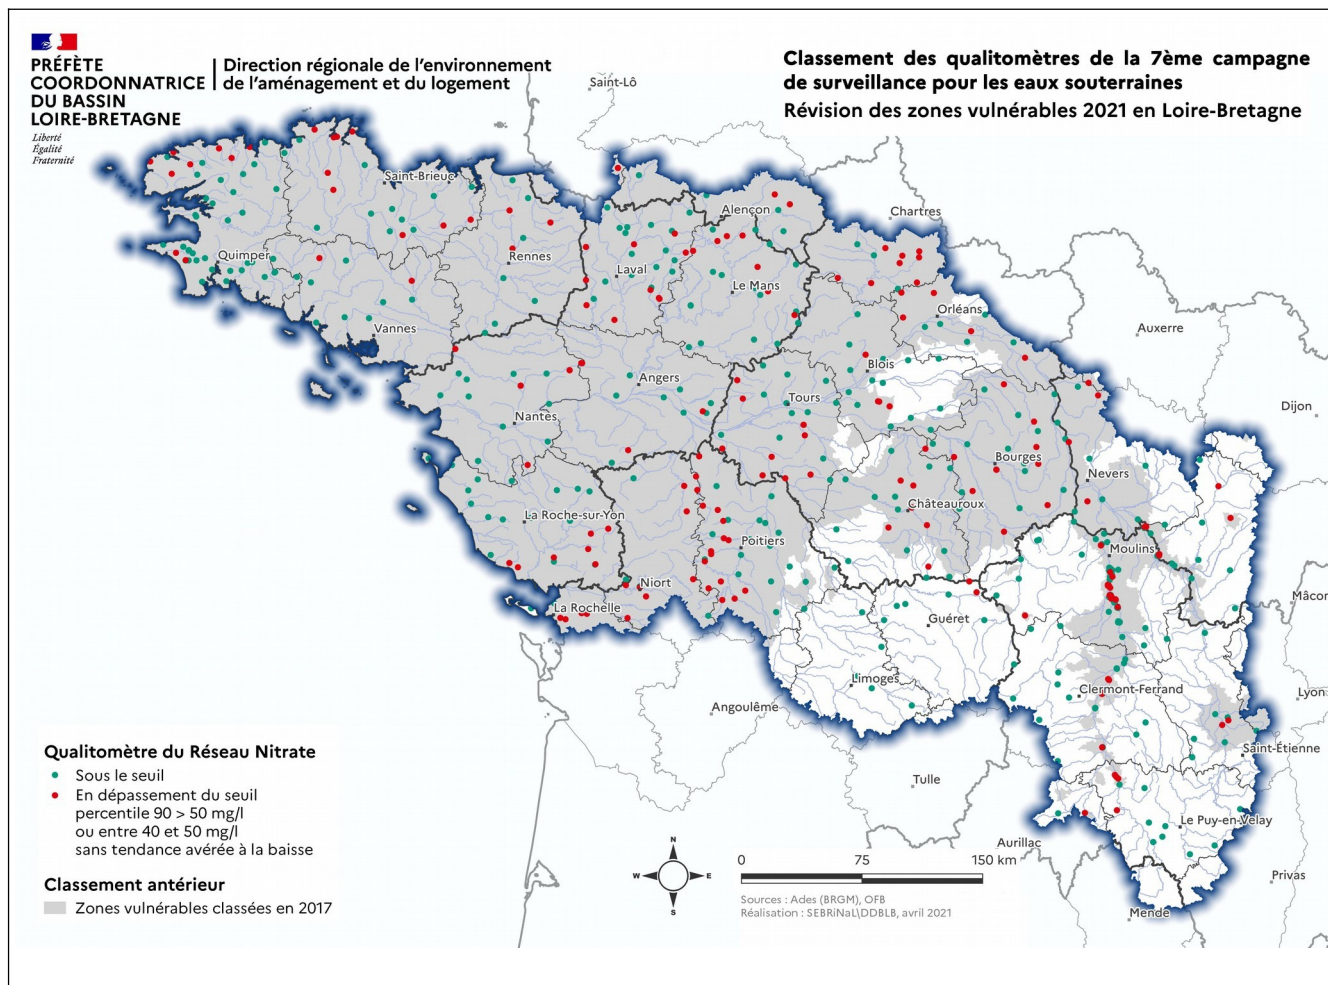 PRÉFÈTE
COORDONNATRICE
DU BASSIN
LOIRE-BRETAGNE
Liberté
Égalité
Fraternité
Direction régionale de l'environnement
de l'aménagement et du logement
Classement des qualitomètres de la 7ème campagne
de surveillance pour les eaux souterraines
Révision des zones vulnérables 2021 en Loire-Bretagne
Saint-Lô
Saint-Brieuc
Alençon
Chartres
Quimper
Rennes
Laval
Le Mans
Orléans
Vannes
Auxerre
Blois
Angers
Tours
Dijon
Nantes
Bourges
Nevers
Châteauroux
La Roche-sur-Yon
Poitiers
Moulins
Niort
La Rochelle
Mâcon
Guéret
Limoges
Clermont-Ferrand
Lyon
Angoulême
Saint-Étienne
Tulle
Le Puy-en-Velay
Aurillac
Privas
Mende
Qualitomètre du Réseau Nitrate
Sous le seuil
En dépassement du seuil
percentile 90 > 50 mg/l
ou entre 40 et 50 mg/l
sans tendance avérée à la baisse
Classement antérieur
Zones vulnérables classées en 2017
N
W E
S
0 75 150 km
Sources : Ades (BRGM), OFB
Réalisation : SEBRiNaL\DDBLB, avril 2021